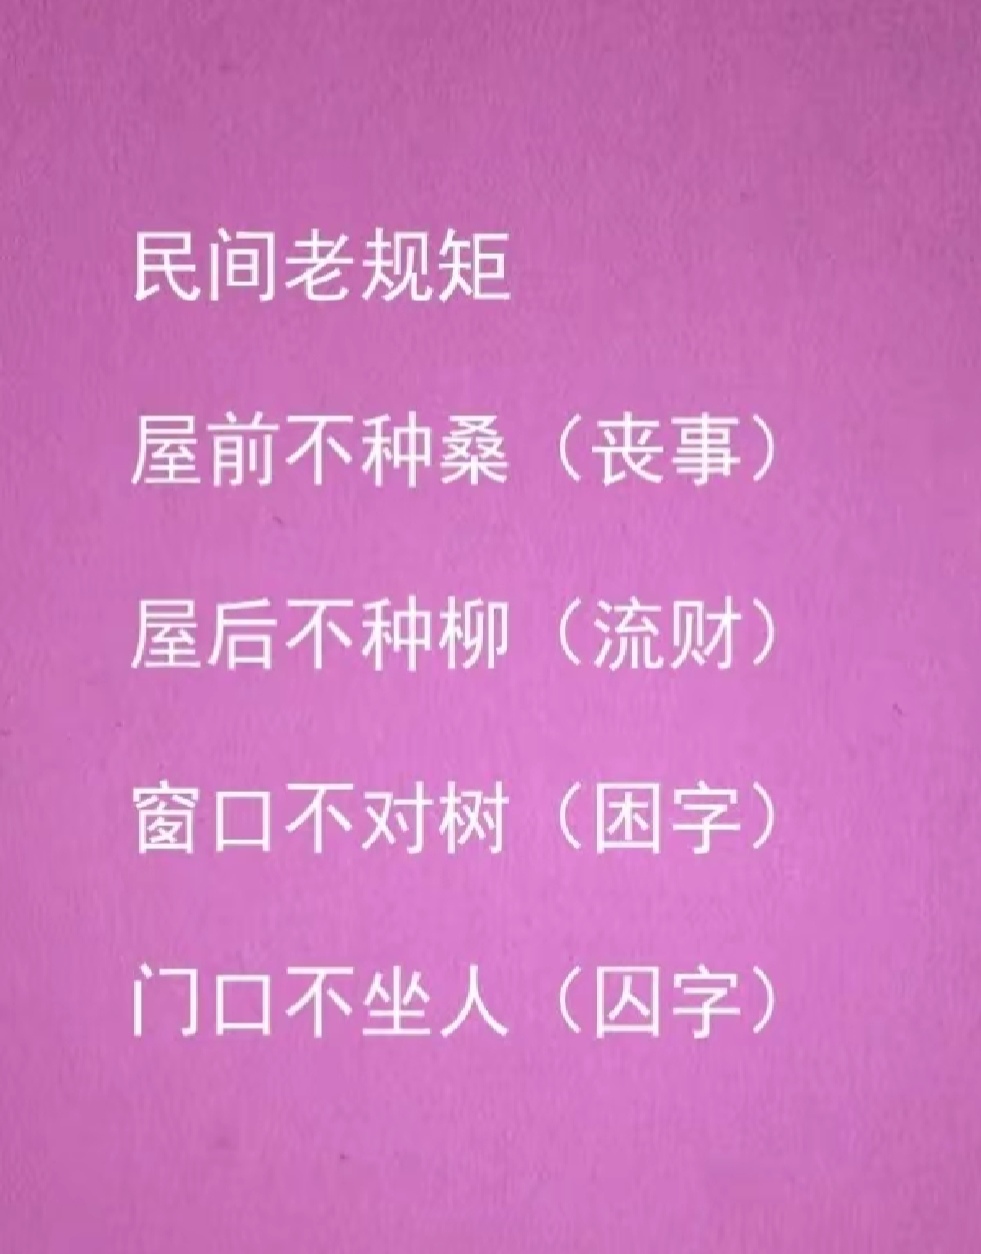 民间老规矩
屋前不种桑（丧事）
屋后不种柳（流财）
窗口不对树（困字）
门口不坐人（囚字）